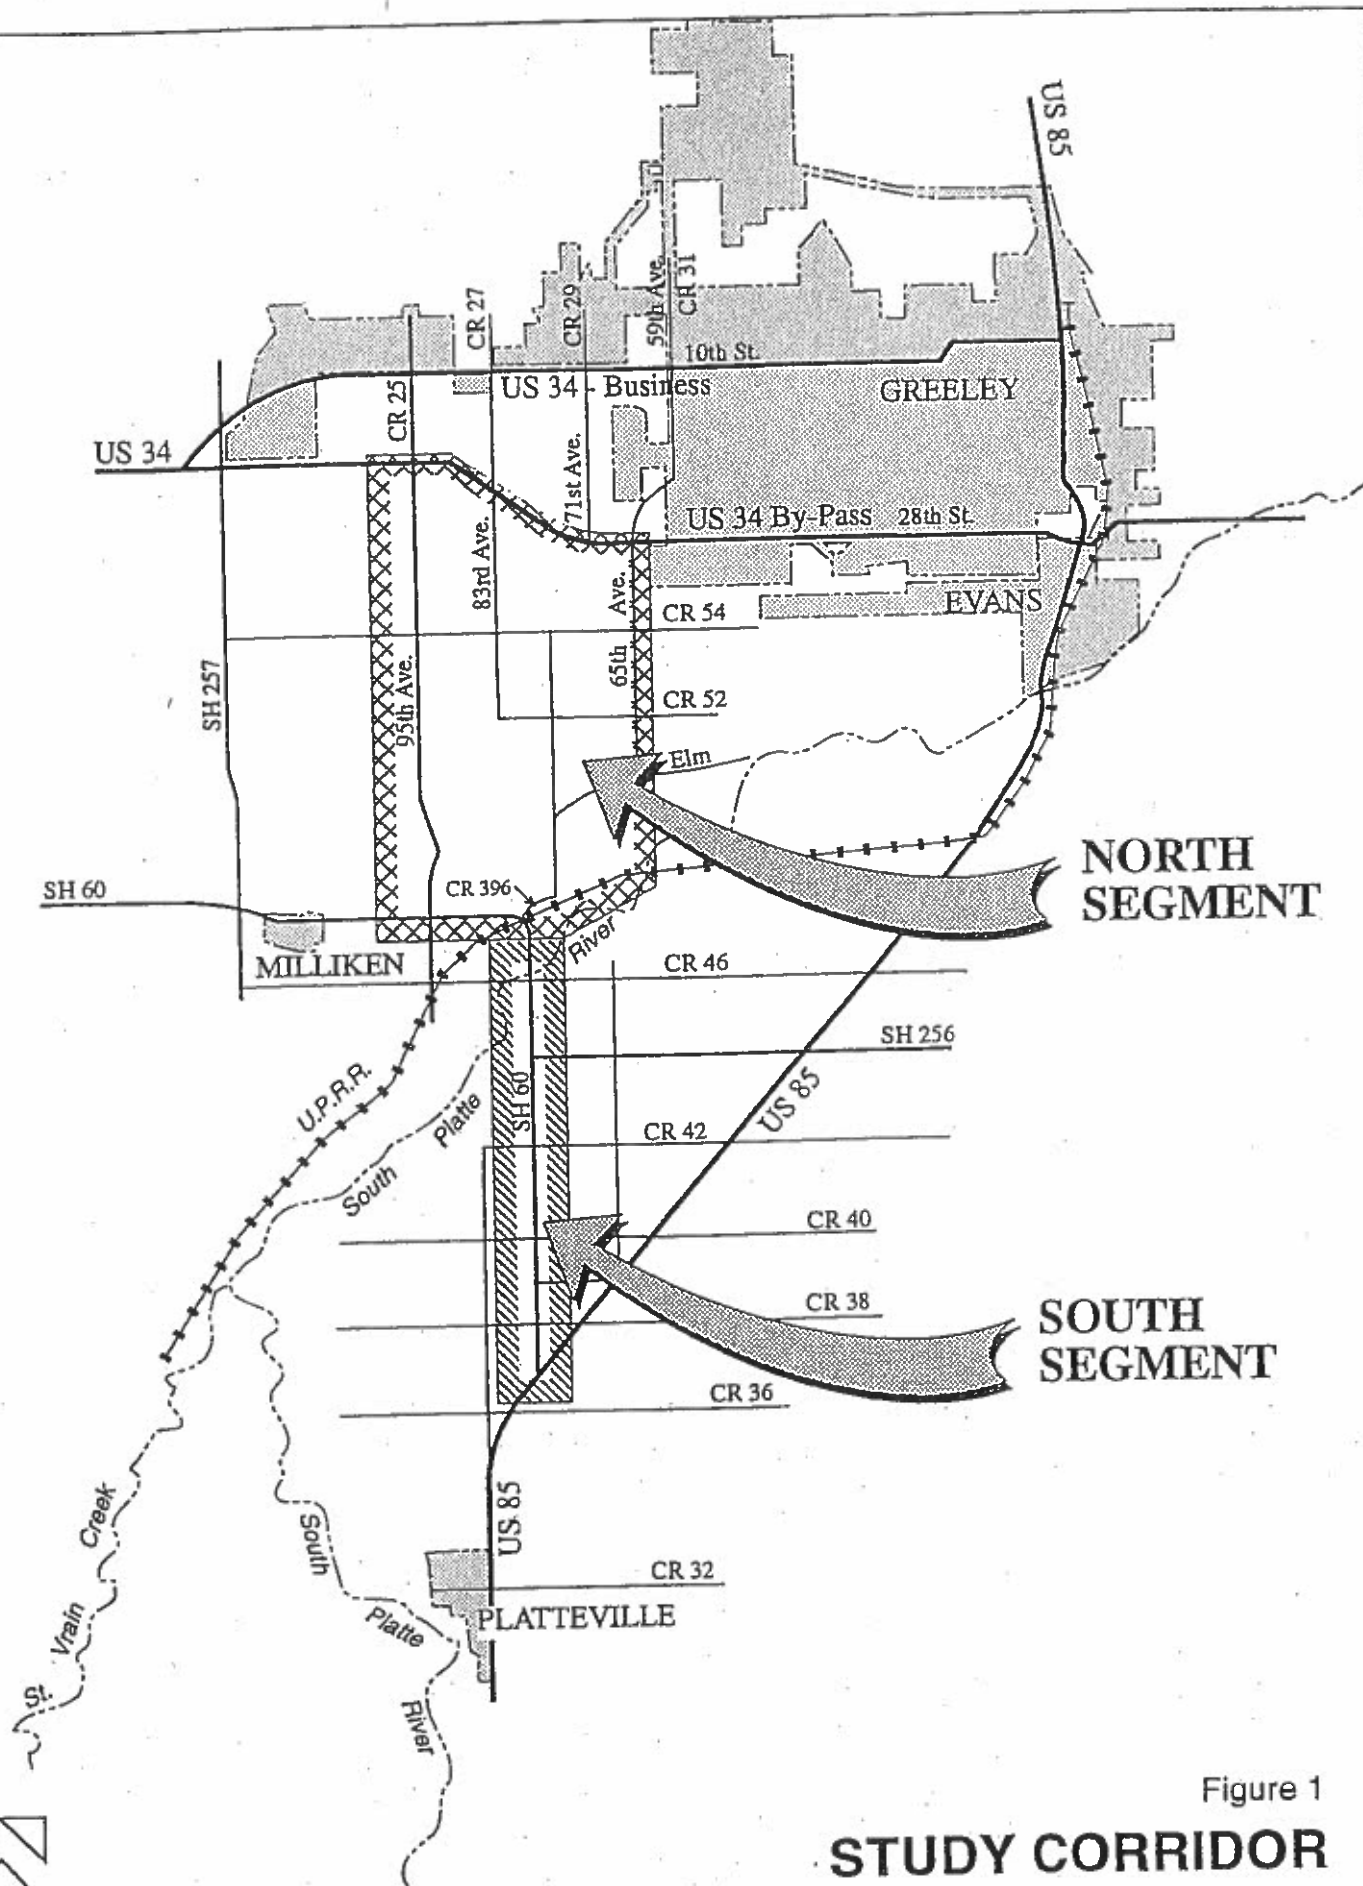 US 85
CR 27
CR 29
59th Ave.
CR 31
10th St.
US 34 - Business
GREELEY
CR 25
US 34
71st Ave.
US 34 By-Pass
28th St.
83rd Ave.
65th Ave.
EVANS
CR 54
SH 257
95th Ave.
CR 52
Elm
NORTH
SEGMENT
SH 60
CR 396
River
MILLIKEN
CR 46
SH 256
U.P.R.R.
SH 60
US 85
Platte
CR 42
South
CR 40
CR 38
SOUTH
SEGMENT
CR 36
US 85
Creek
South
CR 32
PLATTEVILLE
Platte
Vrain
St.
River
Figure 1
STUDY CORRIDOR